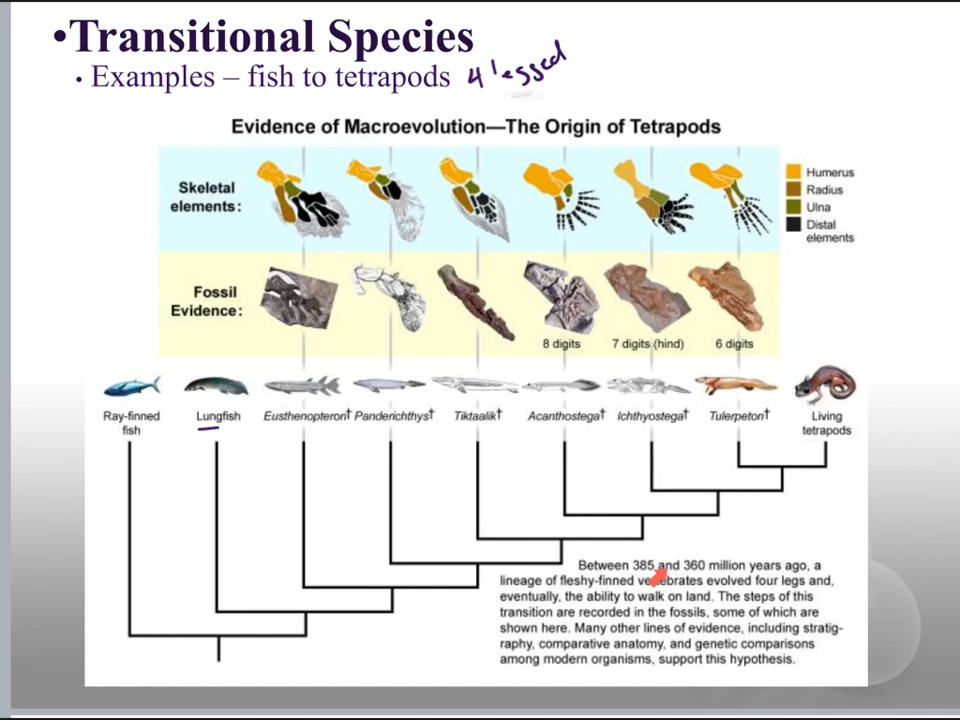 •Transitional Species
• Examples – fish to tetrapods 4 legged
Evidence of Macroevolution—The Origin of Tetrapods
Skeletal
elements:
Humerus
Radius
Ulna
Distal
elements
Fossil
Evidence:
8 digits 7 digits (hind) 6 digits
Ray-finned
fish
Lungfish
Eusthenopteron†
Panderichthys†
Tiktaalik†
Acanthostega†
Ichthyostega†
Tulerpeton†
Living
tetrapods
Between 385 and 360 million years ago, a
lineage of fleshy-finned vertebrates evolved four legs and,
eventually, the ability to walk on land. The steps of this
transition are recorded in the fossils, some of which are
shown here. Many other lines of evidence, including stratig-
raphy, comparative anatomy, and genetic comparisons
among modern organisms, support this hypothesis.